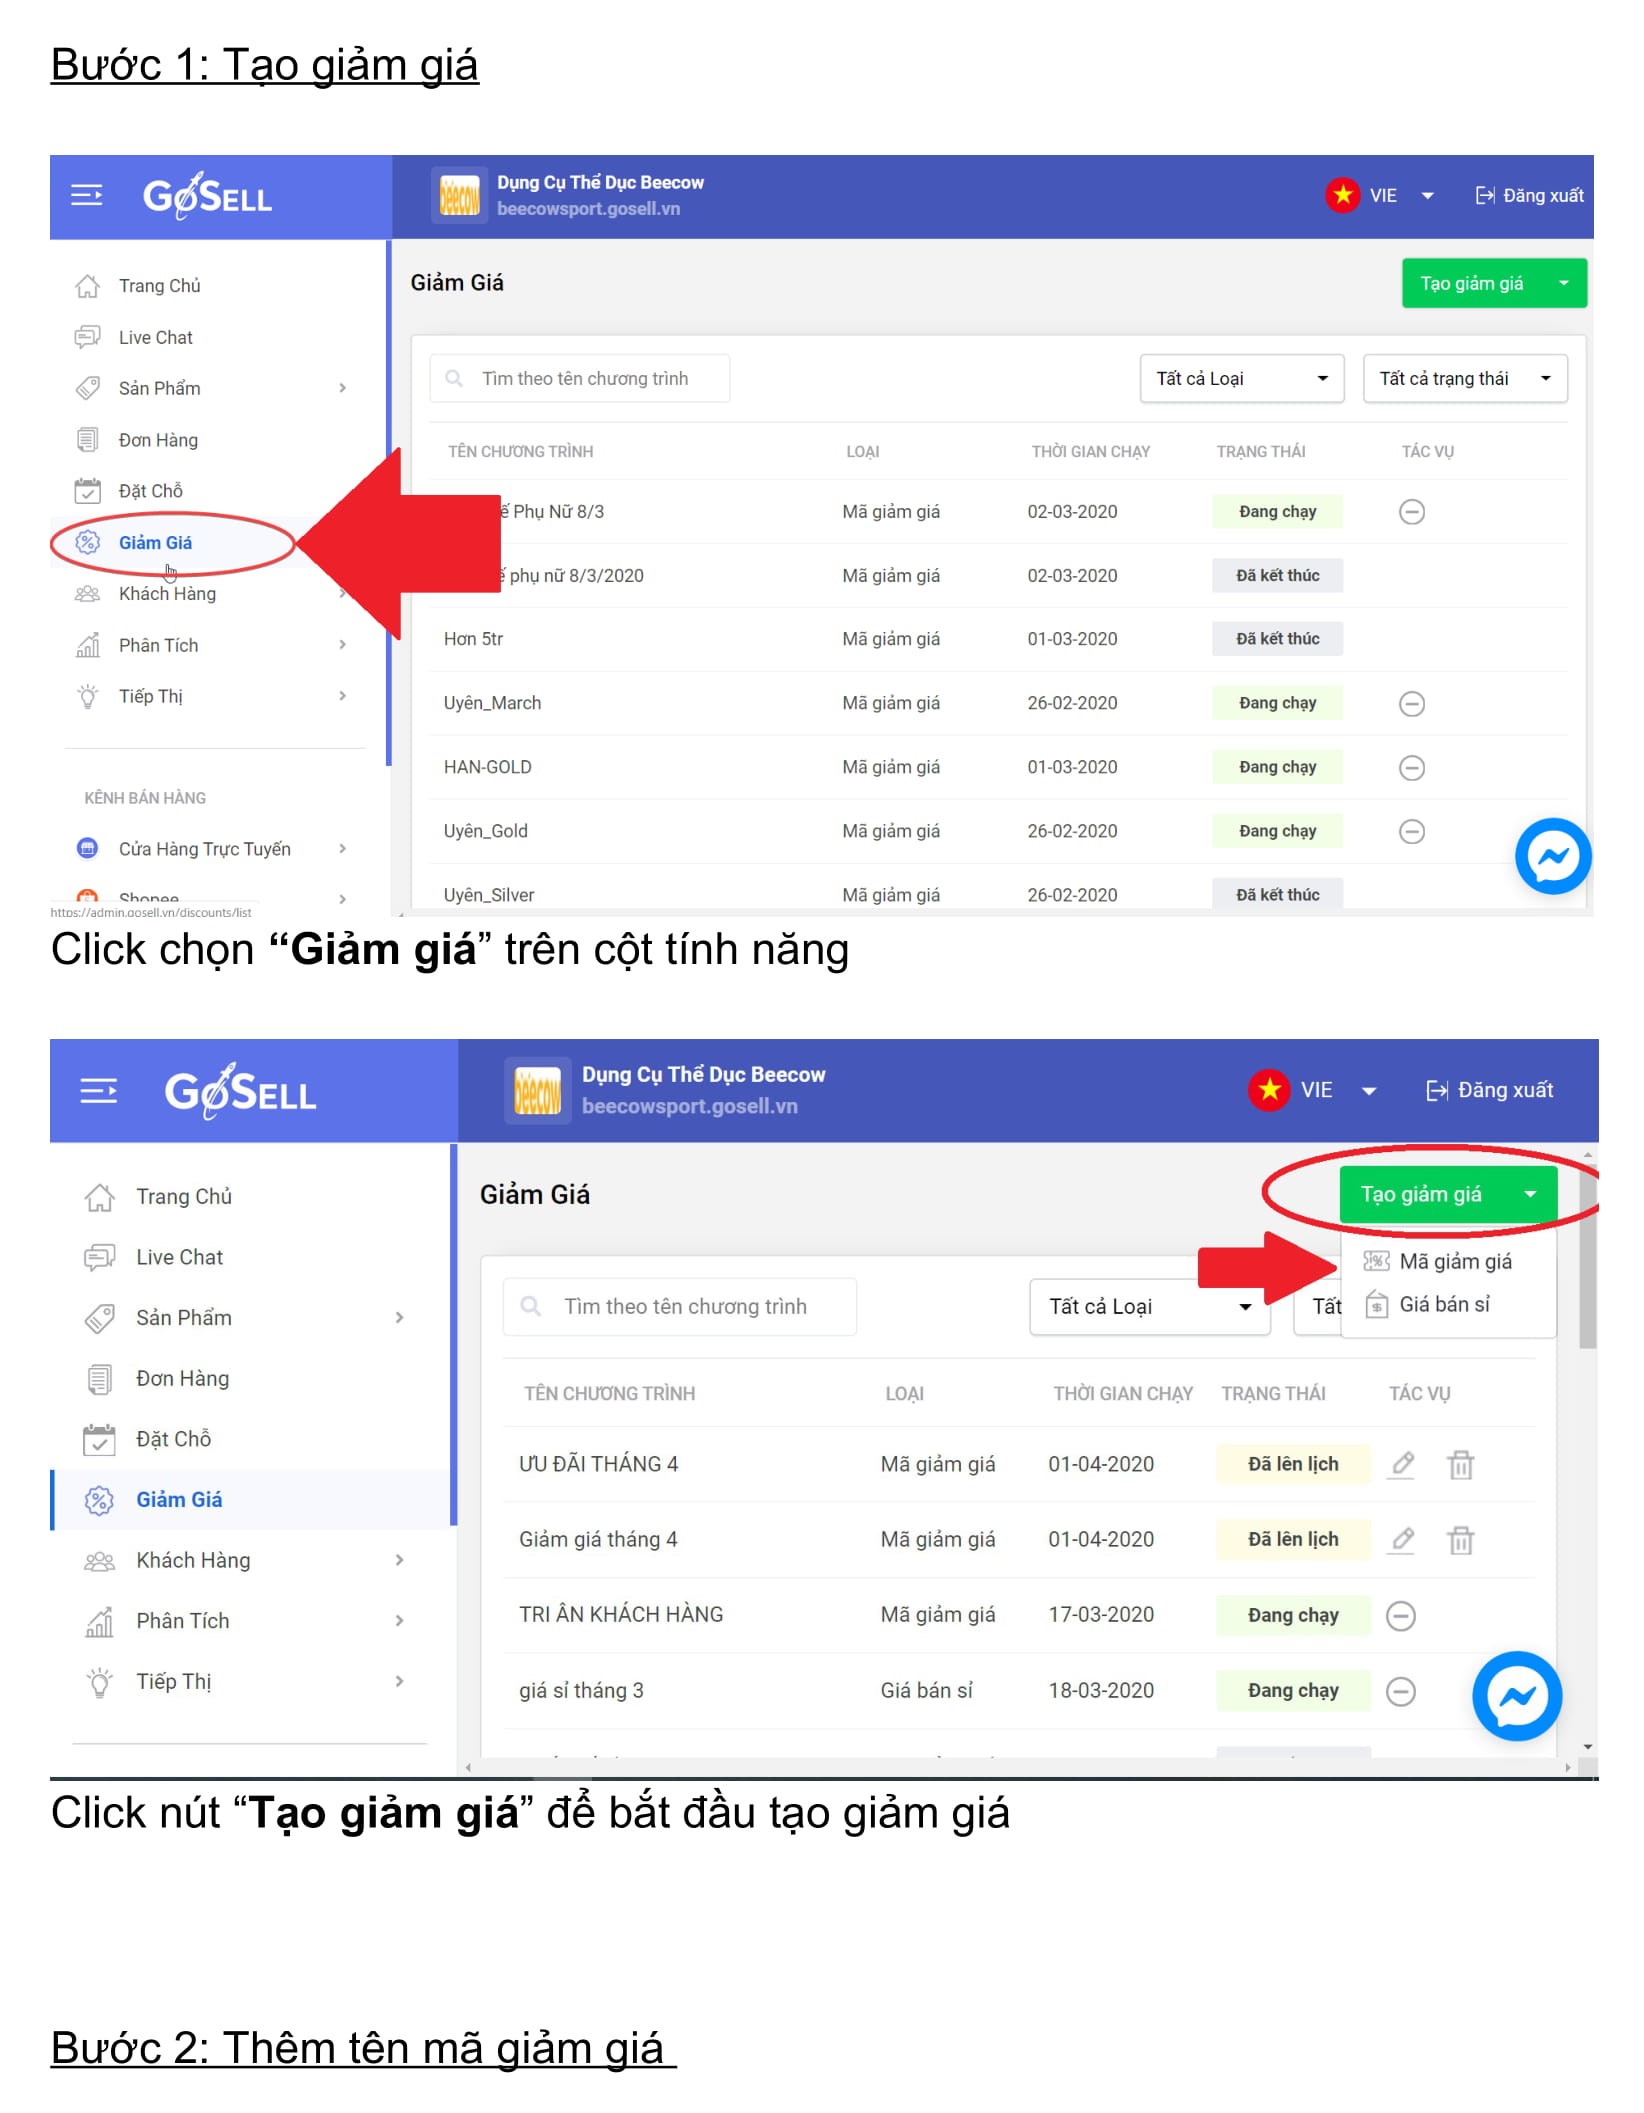 Bước 1: Tạo giảm giá
GoSELL
Dụng Cụ Thể Dục Beecow
beecowsport.gosell.vn
beecow
VIE
Đăng xuất
Trang Chủ
Live Chat
Sản Phẩm
Đơn Hàng
Đặt Chỗ
Giảm Giá
Khách Hàng
Phân Tích
Tiếp Thị
KÊNH BÁN HÀNG
Cửa Hàng Trực Tuyến
Shopee
https://admin.gosell.vn/discounts/list
Giảm Giá
Tạo giảm giá
Tìm theo tên chương trình
Tất cả Loại
Tất cả trạng thái
TÊN CHƯƠNG TRÌNH LOẠI THỜI GIAN CHẠY TRẠNG THÁI TÁC VỤ
Phụ Nữ 8/3 Mã giảm giá 02-03-2020 Đang chạy
phụ nữ 8/3/2020 Mã giảm giá 02-03-2020 Đã kết thúc
Hơn 5tr Mã giảm giá 01-03-2020 Đã kết thúc
Uyên_March Mã giảm giá 26-02-2020 Đang chạy
HAN-GOLD Mã giảm giá 01-03-2020 Đang chạy
Uyên_Gold Mã giảm giá 26-02-2020 Đang chạy
Uyên_Silver Mã giảm giá 26-02-2020 Đã kết thúc
Click chọn “Giảm giá” trên cột tính năng
GoSELL
beecow
Dụng Cụ Thể Dục Beecow
beecowsport.gosell.vn
VIE
Đăng xuất
Trang Chủ
Live Chat
Sản Phẩm
Đơn Hàng
Đặt Chỗ
Giảm Giá
Khách Hàng
Phân Tích
Tiếp Thị
Giảm Giá
Tạo giảm giá
Mã giảm giá
Giá bán sỉ
Tìm theo tên chương trình
Tất cả Loại
Tất
TÊN CHƯƠNG TRÌNH LOẠI THỜI GIAN CHẠY TRẠNG THÁI TÁC VỤ
ƯU ĐÃI THÁNG 4 Mã giảm giá 01-04-2020 Đã lên lịch
Giảm giá tháng 4 Mã giảm giá 01-04-2020 Đã lên lịch
TRI ÂN KHÁCH HÀNG Mã giảm giá 17-03-2020 Đang chạy
giá sỉ tháng 3 Giá bán sỉ 18-03-2020 Đang chạy
Click nút “Tạo giảm giá” để bắt đầu tạo giảm giá
Bước 2: Thêm tên mã giảm giá